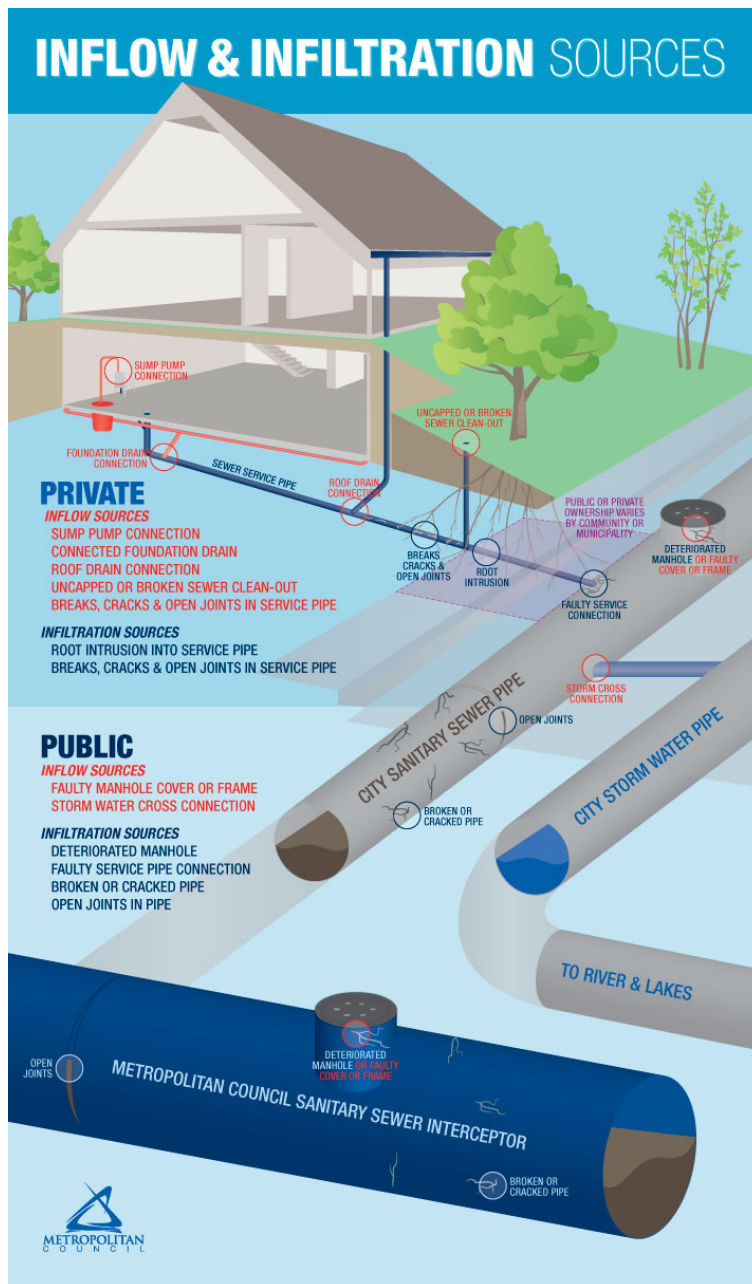 INFLOW & INFILTRATION SOURCES
SUMP PUMP
CONNECTION
UNCAPPED OR BROKEN
SEWER CLEAN-OUT
FOUNDATION DRAIN
CONNECTION
SEWER SERVICE PIPE
ROOF DRAIN
CONNECTION
PUBLIC OR PRIVATE
OWNERSHIP VARIES
BY COMMUNITY OR
MUNICIPALITY
BREAKS
CRACKS &
OPEN JOINTS
ROOT
INTRUSION
DETERIORATED
MANHOLE OR FAULTY
COVER OR FRAME
FAULTY SERVICE
CONNECTION
PRIVATE
INFLOW SOURCES
SUMP PUMP CONNECTION
CONNECTED FOUNDATION DRAIN
ROOF DRAIN CONNECTION
UNCAPPED OR BROKEN SEWER CLEAN-OUT
BREAKS, CRACKS & OPEN JOINTS IN SERVICE PIPE
INFILTRATION SOURCES
ROOT INTRUSION INTO SERVICE PIPE
BREAKS, CRACKS & OPEN JOINTS IN SERVICE PIPE
STORM CROSS
CONNECTION
OPEN JOINTS
CITY SANITARY SEWER PIPE
CITY STORM WATER PIPE
BROKEN OR
CRACKED PIPE
PUBLIC
INFLOW SOURCES
FAULTY MANHOLE COVER OR FRAME
STORM WATER CROSS CONNECTION
INFILTRATION SOURCES
DETERIORATED MANHOLE
FAULTY SERVICE PIPE CONNECTION
BROKEN OR CRACKED PIPE
OPEN JOINTS IN PIPE
TO RIVER & LAKES
DETERIORATED
MANHOLE OR FAULTY
COVER OR FRAME
OPEN
JOINTS
METROPOLITAN COUNCIL SANITARY SEWER INTERCEPTOR
BROKEN OR
CRACKED PIPE
METROPOLITAN
COUNCIL